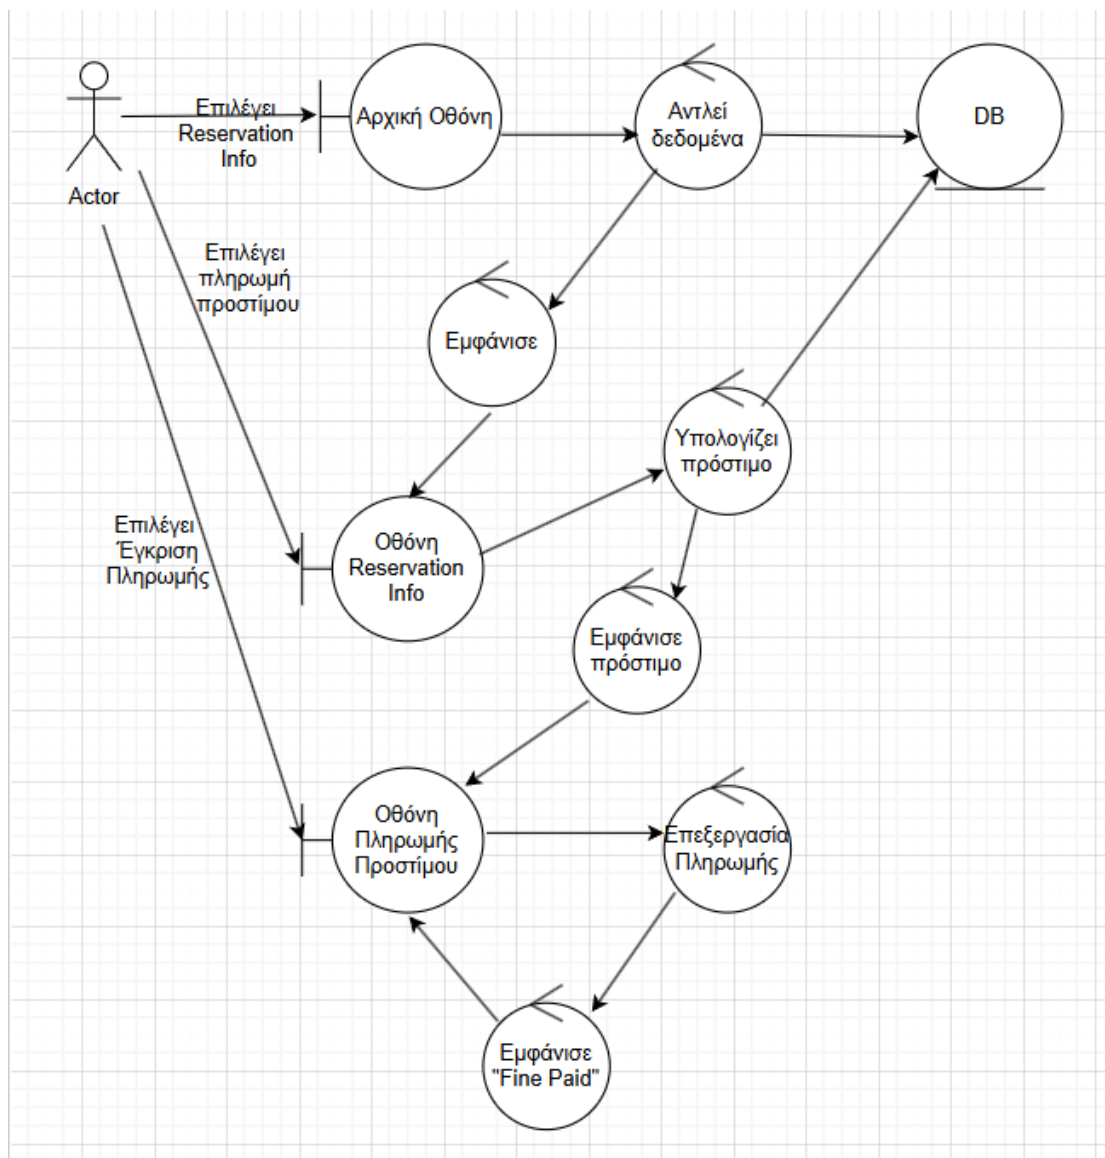 Επιλέγει
Reservation
Info
Αρχική Οθόνη
Αντλεί
δεδομένα
DB
Actor
Επιλέγει
πληρωμή
προστίμου
Εμφάνισε
Υπολογίζει
πρόστιμο
Επιλέγει
Έγκριση
Πληρωμής
Οθόνη
Reservation
Info
Εμφάνισε
πρόστιμο
Οθόνη
Πληρωμής
Προστίμου
Επεξεργασία
Πληρωμής
Εμφάνισε
"Fine Paid"